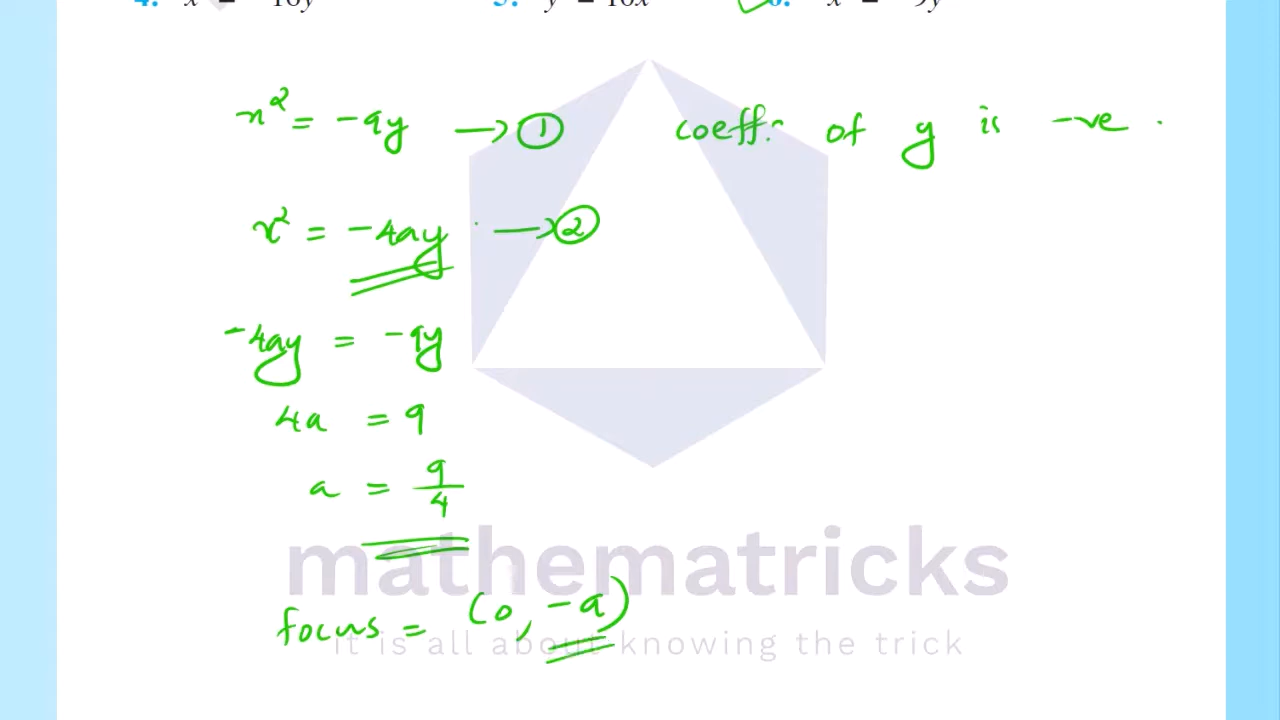 x² = -9y → ① coeff. of y is -ve.
x² = -4ay → ②
-4ay = -9y
4a = 9
a = 9/4
mathematricks
focus = (0, -a)
it is all about knowing the trick